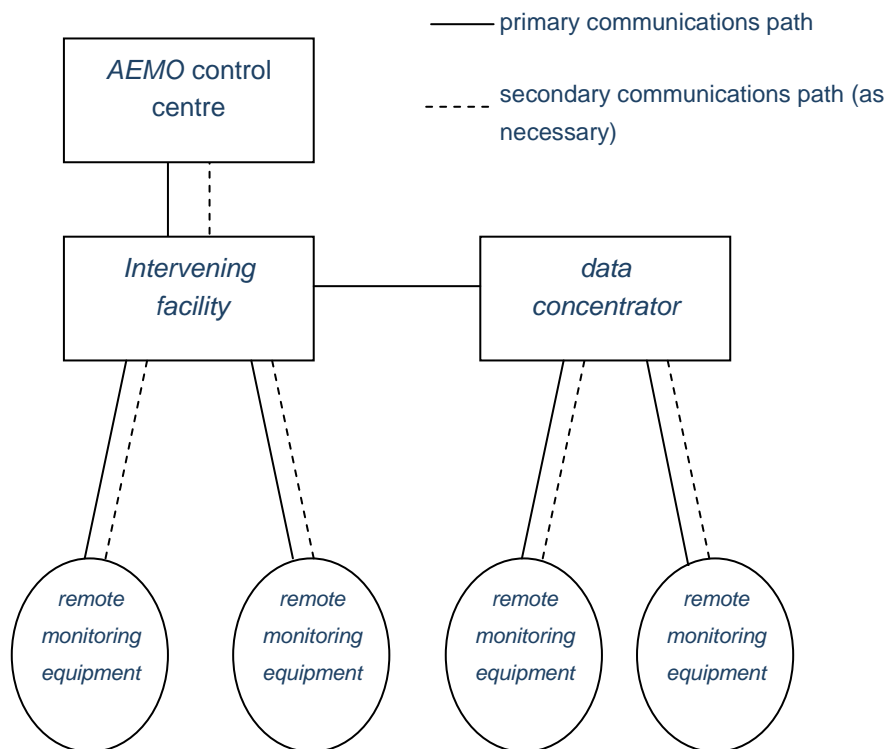 primary communications path
secondary communications path (as
necessary)
AEMO control
centre
Intervening
facility
data
concentrator
remote
monitoring
equipment
remote
monitoring
equipment
remote
monitoring
equipment
remote
monitoring
equipment